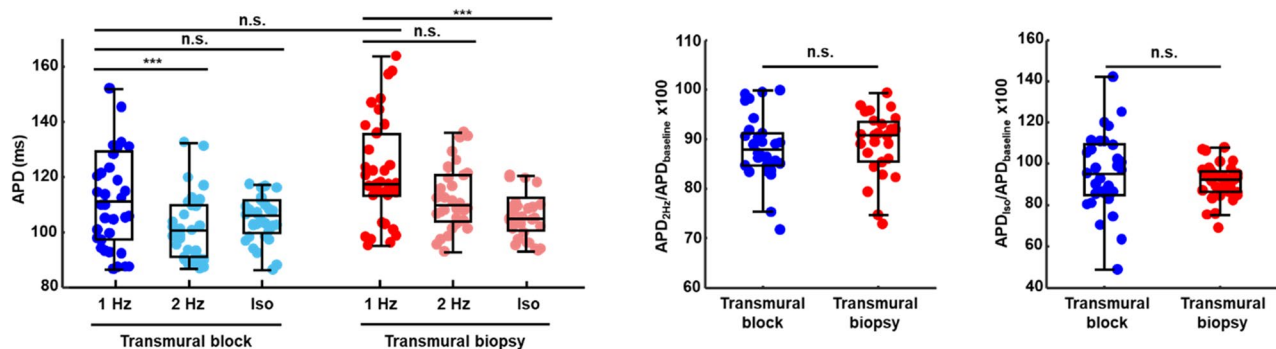 n.s.
***
n.s.
n.s.
***
APD (ms)
160
140
120
100
80
1 Hz
2 Hz
Iso
1 Hz
2 Hz
Iso
Transmural block
Transmural biopsy
n.s.
APD2Hz/APDbaseline x100
110
100
90
80
70
60
Transmural
block
Transmural
biopsy
n.s.
APDIso/APDbaseline x100
160
140
120
100
80
60
40
Transmural
block
Transmural
biopsy